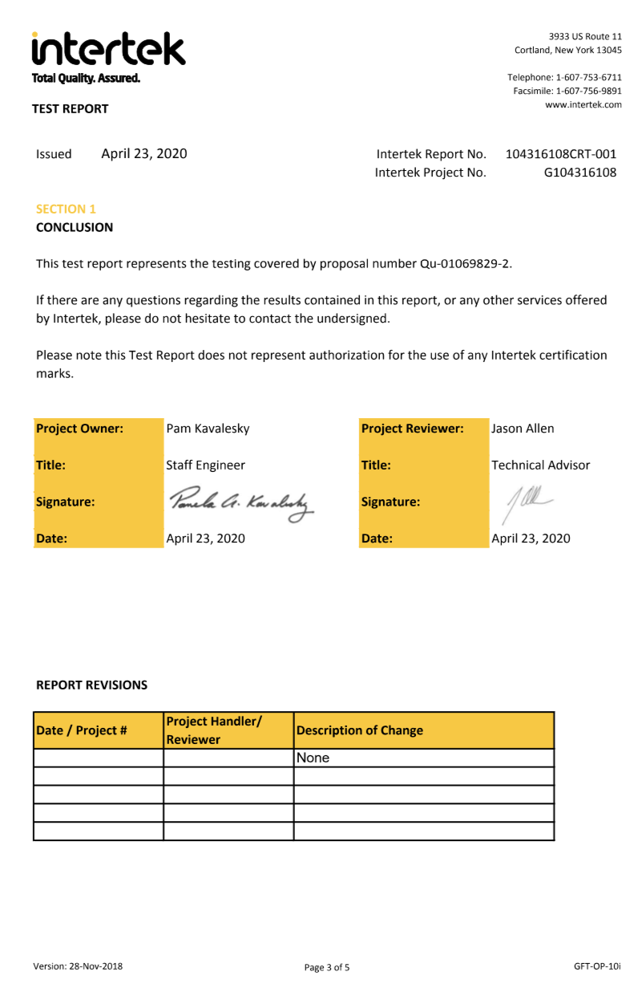 intertek
Total Quality. Assured.
TEST REPORT
3933 US Route 11
Cortland, New York 13045
Telephone: 1-607-753-6711
Facsimile: 1-607-756-9891
www.intertek.com
Issued April 23, 2020
Intertek Report No. 104316108CRT-001
Intertek Project No. G104316108
SECTION 1
CONCLUSION
This test report represents the testing covered by proposal number Qu-01069829-2.
If there are any questions regarding the results contained in this report, or any other services offered
by Intertek, please do not hesitate to contact the undersigned.
Please note this Test Report does not represent authorization for the use of any Intertek certification
marks.
Project Owner: Pam Kavalesky
Title: Staff Engineer
Signature: Pamela A. Kavalesky
Date: April 23, 2020
Project Reviewer: Jason Allen
Title: Technical Advisor
Signature:
Date: April 23, 2020
REPORT REVISIONS
Date / Project #
Project Handler/
Reviewer
Description of Change
None
Version: 28-Nov-2018
Page 3 of 5
GFT-OP-10i